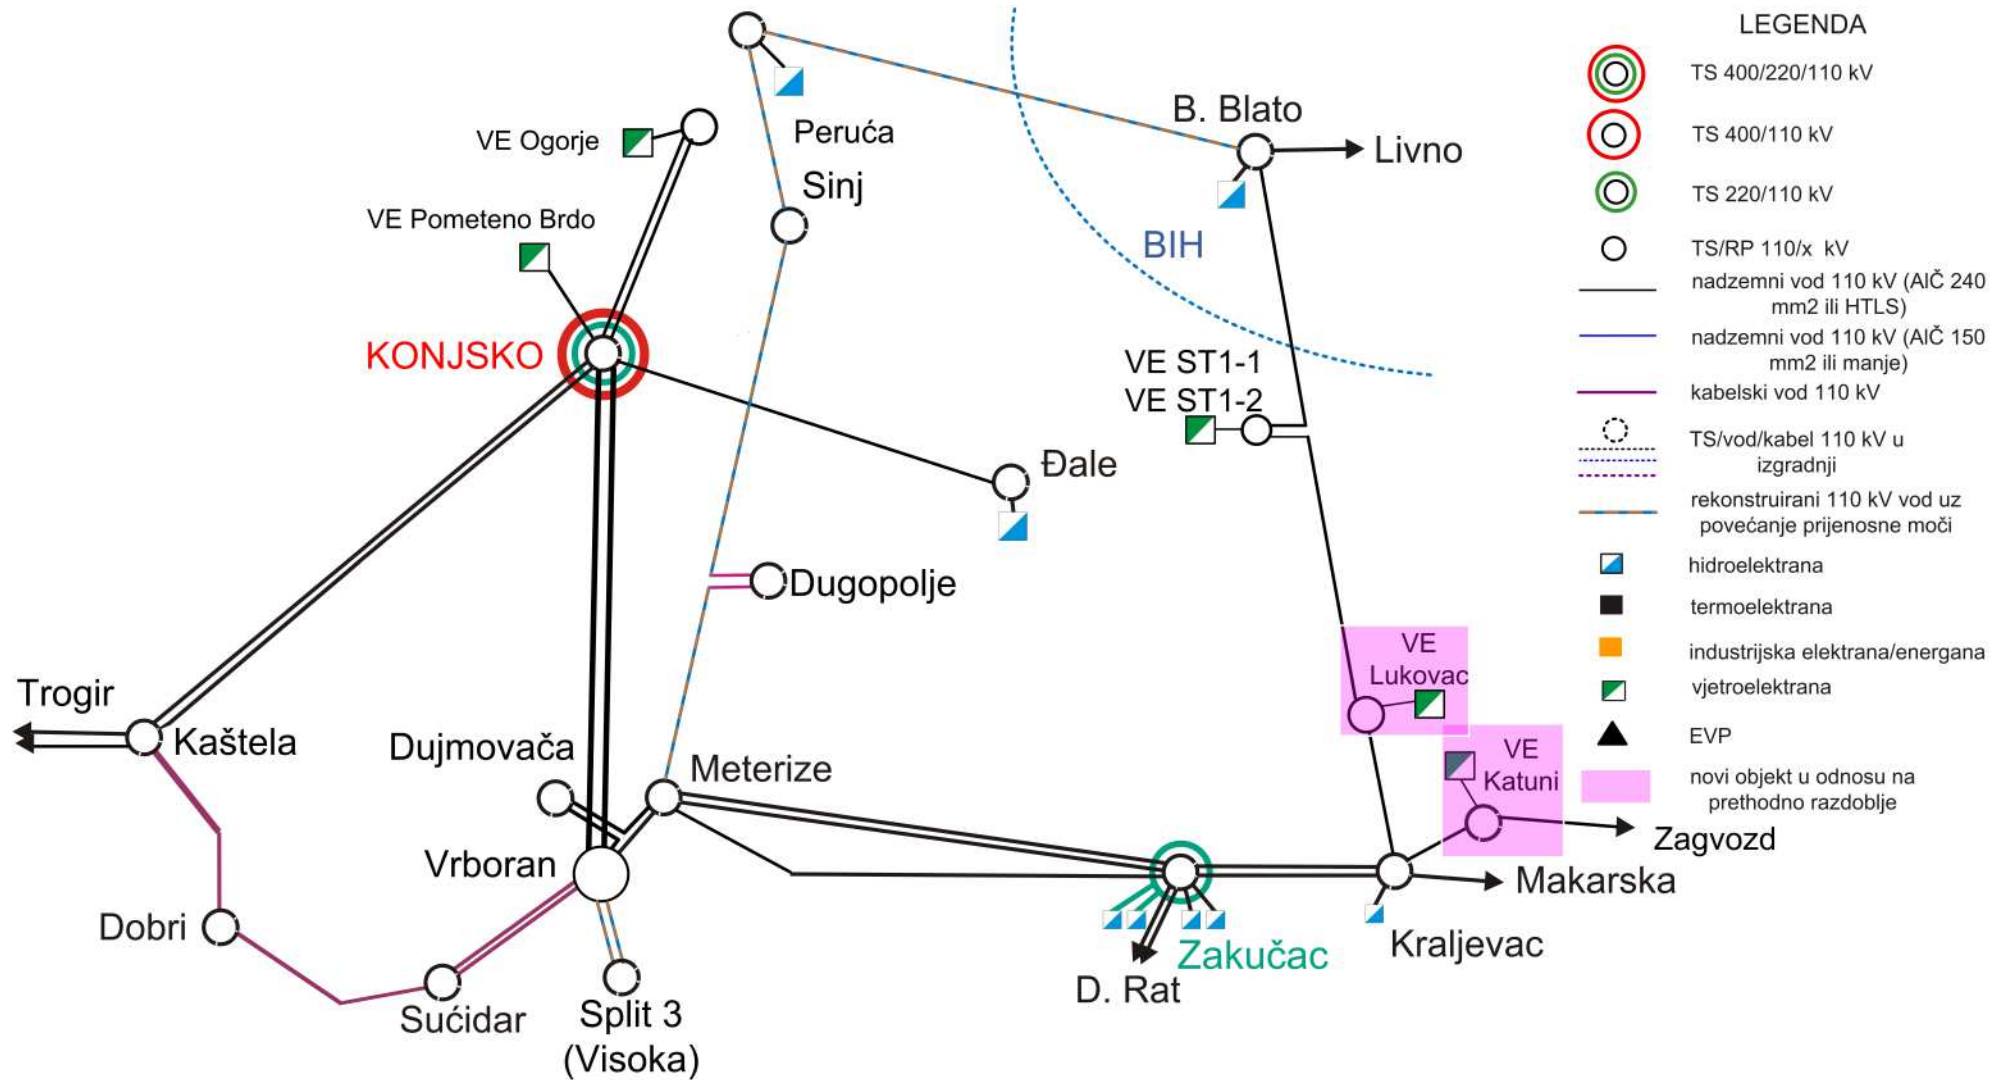 LEGENDA
TS 400/220/110 kV
TS 400/110 kV
TS 220/110 kV
TS/RP 110/x kV
nadzemni vod 110 kV (AlČ 240
mm2 ili HTLS)
nadzemni vod 110 kV (AlČ 150
mm2 ili manje)
kabelski vod 110 kV
TS/vod/kabel 110 kV u
izgradnji
rekonstruirani 110 kV vod uz
povećanje prijenosne moči
hidroelektrana
termoelektrana
industrijska elektrana/energana
vjetroelektrana
EVP
novi objekt u odnosu na
prethodno razdoblje
B. Blato
Peruća
VE Ogorje
Livno
Sinj
VE Pometeno Brdo
BIH
KONJSKO
VE ST1-1
VE ST1-2
Đale
Dugopolje
VE
Lukovac
Trogir
Kaštela
Dujmovača
Meterize
VE
Katuni
Zagvozd
Vrboran
Makarska
Dobri
Kraljevac
Zakučac
D. Rat
Sućidar
Split 3
(Visoka)